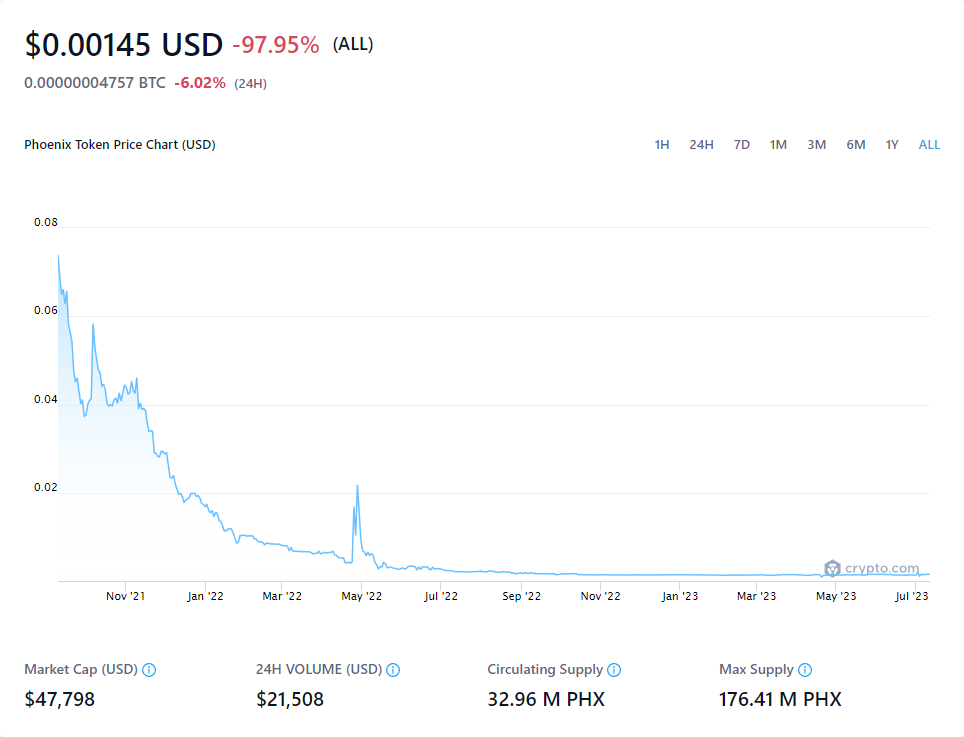 $0.00145 USD -97.95% (ALL)
0.00000004757 BTC -6.02% (24H)
Phoenix Token Price Chart (USD) 1H 24H 7D 1M 3M 6M 1Y ALL
0.08
0.06
0.04
0.02
crypto.com
Nov '21 Jan '22 Mar '22 May '22 Jul '22 Sep '22 Nov '22 Jan '23 Mar '23 May '23 Jul '23
Market Cap (USD) 24H VOLUME (USD) Circulating Supply Max Supply
$47,798 $21,508 32.96 M PHX 176.41 M PHX